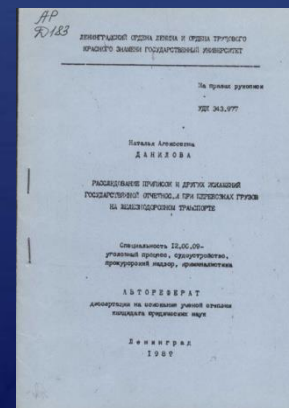 АР
Д183
ЛЕНИНГРАДСКИЙ ОРДЕНА ЛЕНИНА И ОРДЕНА ТРУДОВОГО
КРАСНОГО ЗНАМЕНИ ГОСУДАРСТВЕННЫЙ УНИВЕРСИТЕТ
На правах рукописи
УДК 343.977
Наталья Алексеевна
ДАНИЛОВА
РАССЛЕДОВАНИЕ ПРИПИСОК И ДРУГИХ ИСКАЖЕНИЙ
ГОСУДАРСТВЕННОЙ ОТЧЕТНОС. И ПРИ ПЕРЕВОЗКАХ ГРУЗОВ
НА ЖЕЛЕЗНОДОРОЖНОМ ТРАНСПОРТЕ
Специальность 12.00.09-
уголовный процесс, судоустройство,
прокурорский надзор, криминалистика
АВТОРЕФЕРАТ
диссертации на соискание ученой степени
кандидата юридических наук
Ленинград
1987